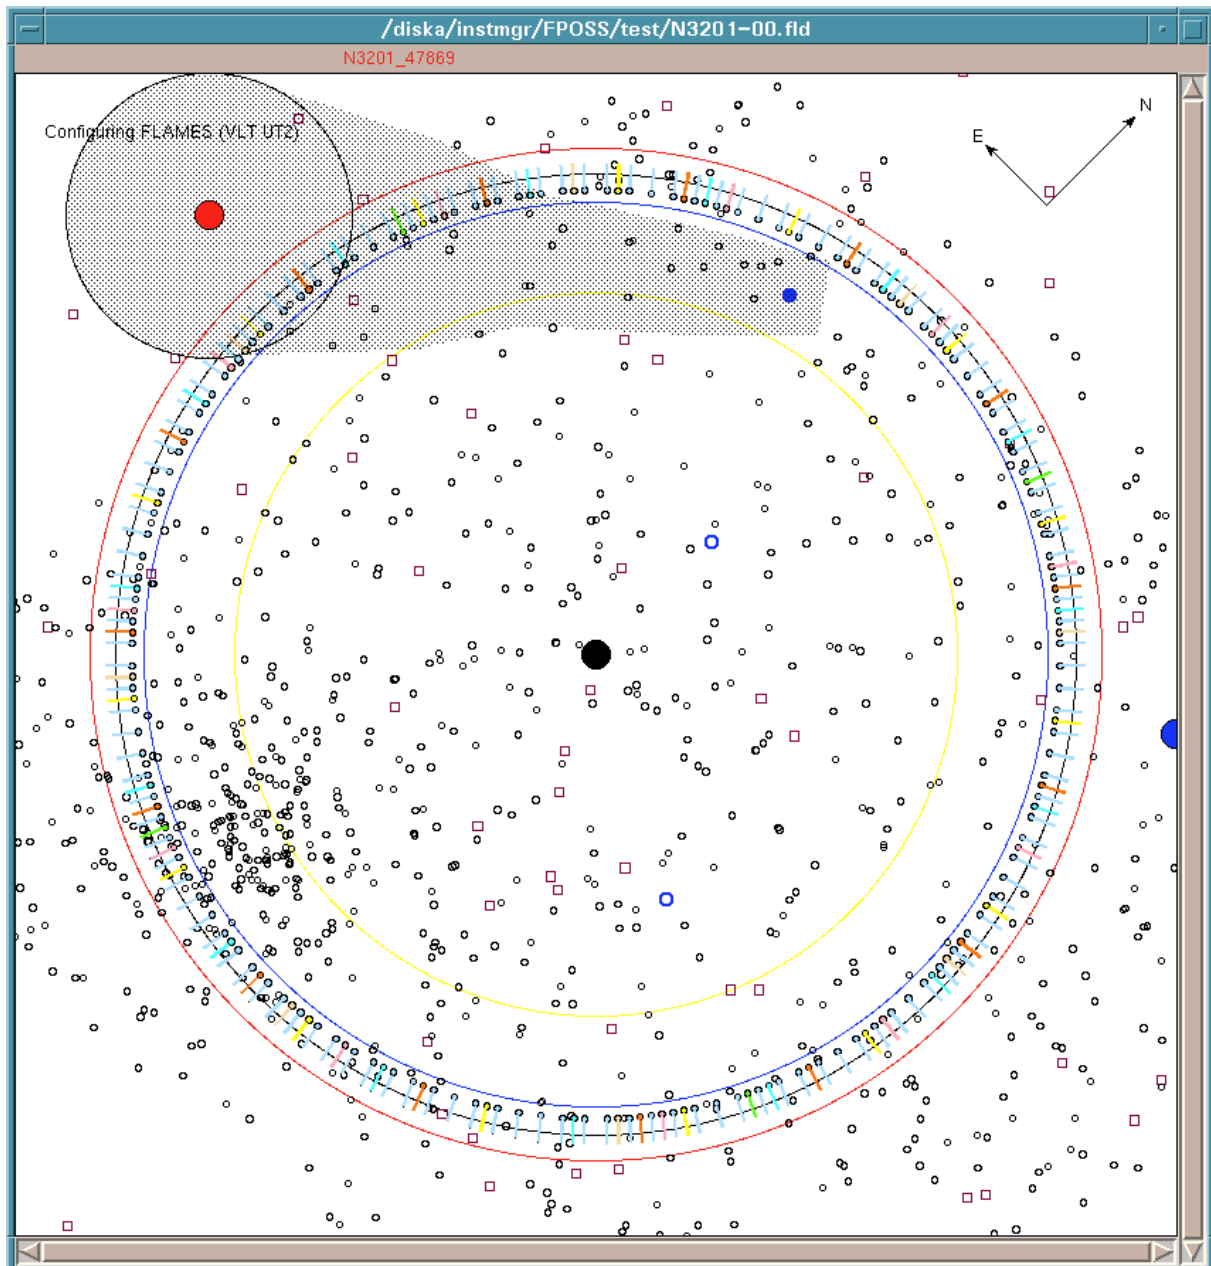 /diska/instmgr/FPOSS/test/N3201-00.fld
N3201_47869
Configuring FLAMES (VLT UT2)
N
E